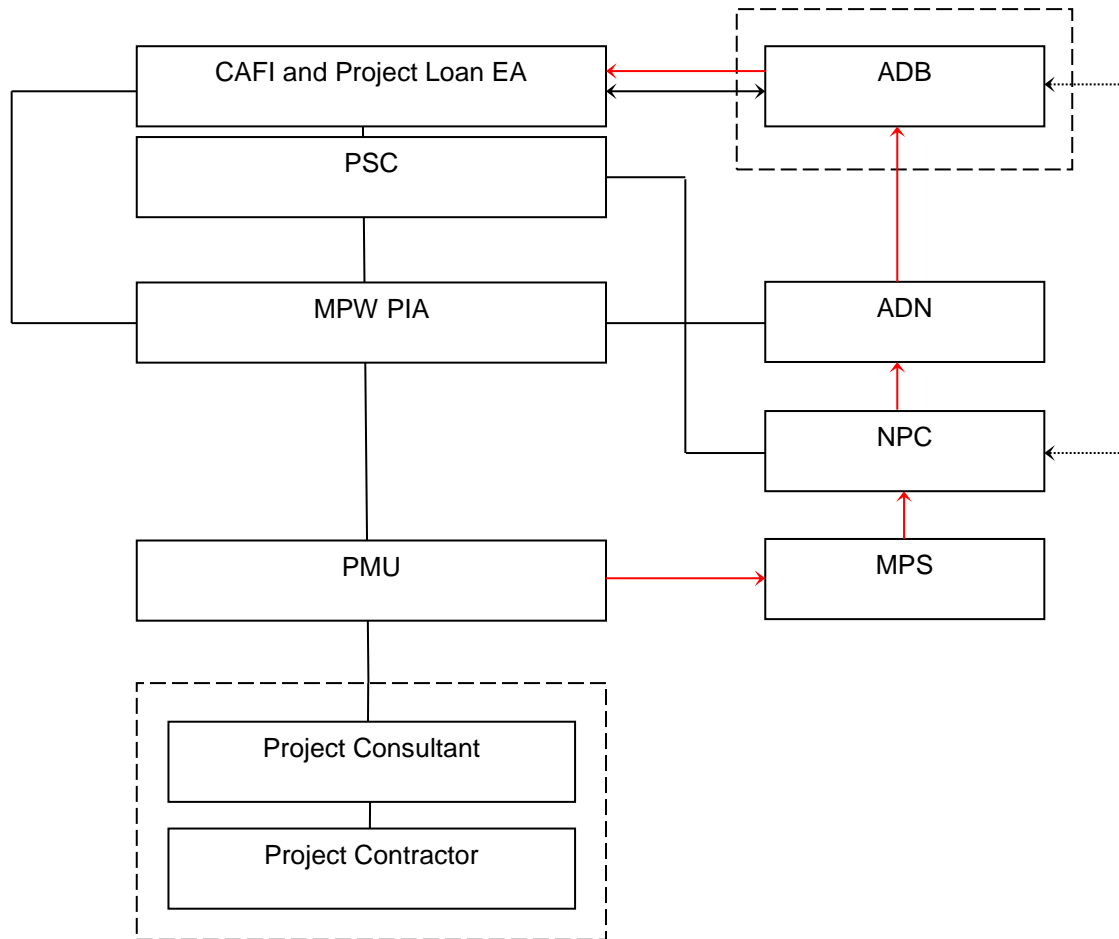 CAFI and Project Loan EA
ADB
PSC
MPW PIA
ADN
NPC
PMU
MPS
Project Consultant
Project Contractor